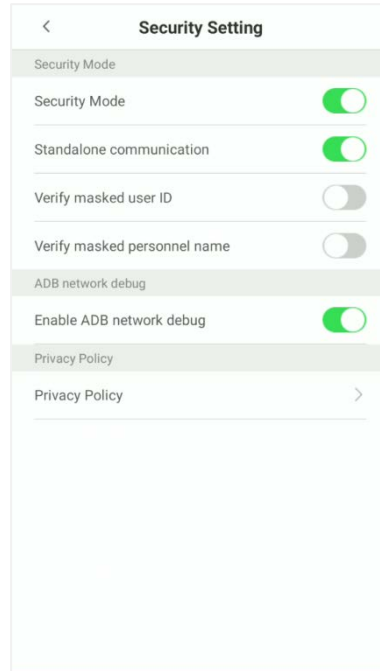 Security Setting
Security Mode
Security Mode
Standalone communication
Verify masked user ID
Verify masked personnel name
ADB network debug
Enable ADB network debug
Privacy Policy
Privacy Policy